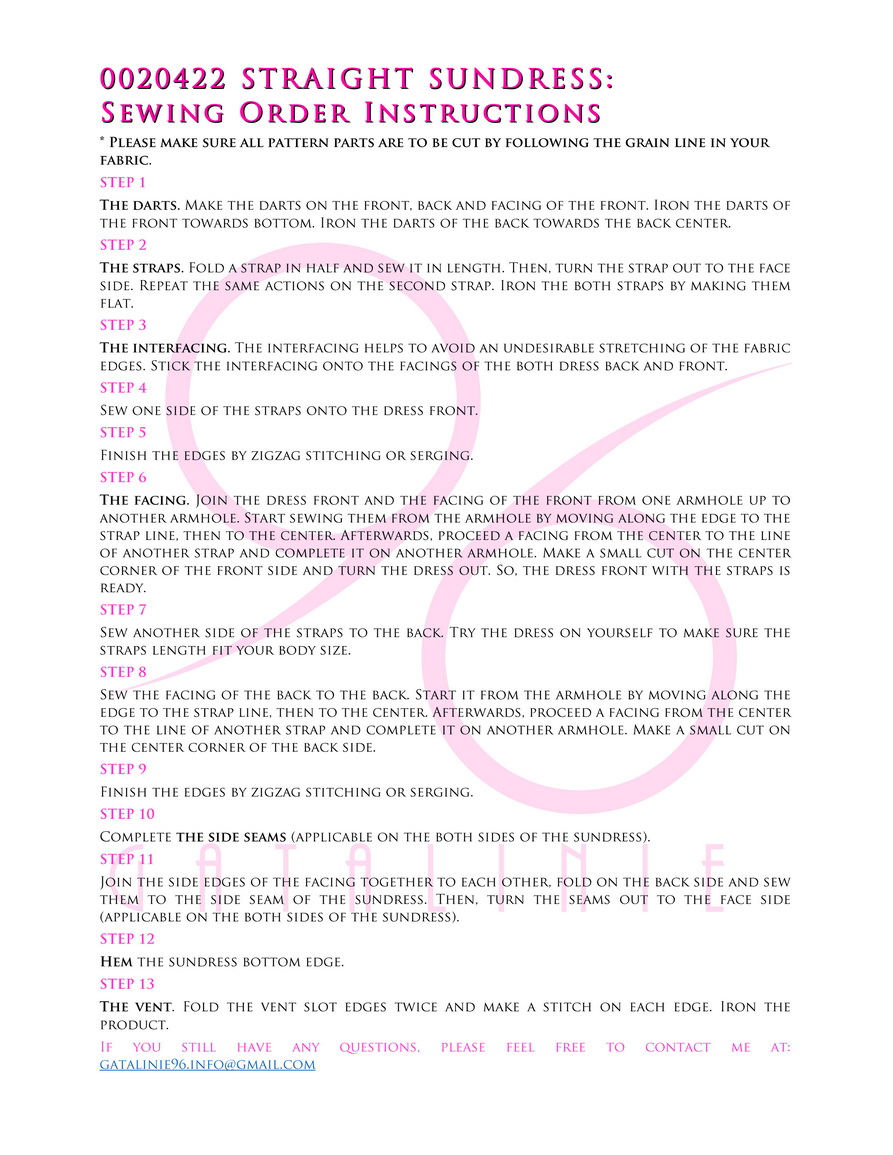 0020422 STRAIGHT SUNDRESS:
SEWING ORDER INSTRUCTIONS
* PLEASE MAKE SURE ALL PATTERN PARTS ARE TO BE CUT BY FOLLOWING THE GRAIN LINE IN YOUR
FABRIC.
STEP 1
THE DARTS. MAKE THE DARTS ON THE FRONT, BACK AND FACING OF THE FRONT. IRON THE DARTS OF
THE FRONT TOWARDS BOTTOM. IRON THE DARTS OF THE BACK TOWARDS THE BACK CENTER.
STEP 2
THE STRAPS. FOLD A STRAP IN HALF AND SEW IT IN LENGTH. THEN, TURN THE STRAP OUT TO THE FACE
SIDE. REPEAT THE SAME ACTIONS ON THE SECOND STRAP. IRON THE BOTH STRAPS BY MAKING THEM
FLAT.
STEP 3
THE INTERFACING. THE INTERFACING HELPS TO AVOID AN UNDESIRABLE STRETCHING OF THE FABRIC
EDGES. STICK THE INTERFACING ONTO THE FACINGS OF THE BOTH DRESS BACK AND FRONT.
STEP 4
SEW ONE SIDE OF THE STRAPS ONTO THE DRESS FRONT.
STEP 5
FINISH THE EDGES BY ZIGZAG STITCHING OR SERGING.
STEP 6
THE FACING. JOIN THE DRESS FRONT AND THE FACING OF THE FRONT FROM ONE ARMHOLE UP TO
ANOTHER ARMHOLE. START SEWING THEM FROM THE ARMHOLE BY MOVING ALONG THE EDGE TO THE
STRAP LINE, THEN TO THE CENTER. AFTERWARDS, PROCEED A FACING FROM THE CENTER TO THE LINE
OF ANOTHER STRAP AND COMPLETE IT ON ANOTHER ARMHOLE. MAKE A SMALL CUT ON THE CENTER
CORNER OF THE FRONT SIDE AND TURN THE DRESS OUT. SO, THE DRESS FRONT WITH THE STRAPS IS
READY.
STEP 7
SEW ANOTHER SIDE OF THE STRAPS TO THE BACK. TRY THE DRESS ON YOURSELF TO MAKE SURE THE
STRAPS LENGTH FIT YOUR BODY SIZE.
STEP 8
SEW THE FACING OF THE BACK TO THE BACK. START IT FROM THE ARMHOLE BY MOVING ALONG THE
EDGE TO THE STRAP LINE, THEN TO THE CENTER. AFTERWARDS, PROCEED A FACING FROM THE CENTER
TO THE LINE OF ANOTHER STRAP AND COMPLETE IT ON ANOTHER ARMHOLE. MAKE A SMALL CUT ON
THE CENTER CORNER OF THE BACK SIDE.
STEP 9
FINISH THE EDGES BY ZIGZAG STITCHING OR SERGING.
STEP 10
COMPLETE THE SIDE SEAMS (APPLICABLE ON THE BOTH SIDES OF THE SUNDRESS).
GATALINIE
STEP 11
JOIN THE SIDE EDGES OF THE FACING TOGETHER TO EACH OTHER, FOLD ON THE BACK SIDE AND SEW
THEM TO THE SIDE SEAM OF THE SUNDRESS. THEN, TURN THE SEAMS OUT TO THE FACE SIDE
(APPLICABLE ON THE BOTH SIDES OF THE SUNDRESS).
STEP 12
HEM THE SUNDRESS BOTTOM EDGE.
STEP 13
THE VENT. FOLD THE VENT SLOT EDGES TWICE AND MAKE A STITCH ON EACH EDGE. IRON THE
PRODUCT.
IF YOU STILL HAVE ANY QUESTIONS, PLEASE FEEL FREE TO CONTACT ME AT:
GATALINIE96.INFO@GMAIL.COM